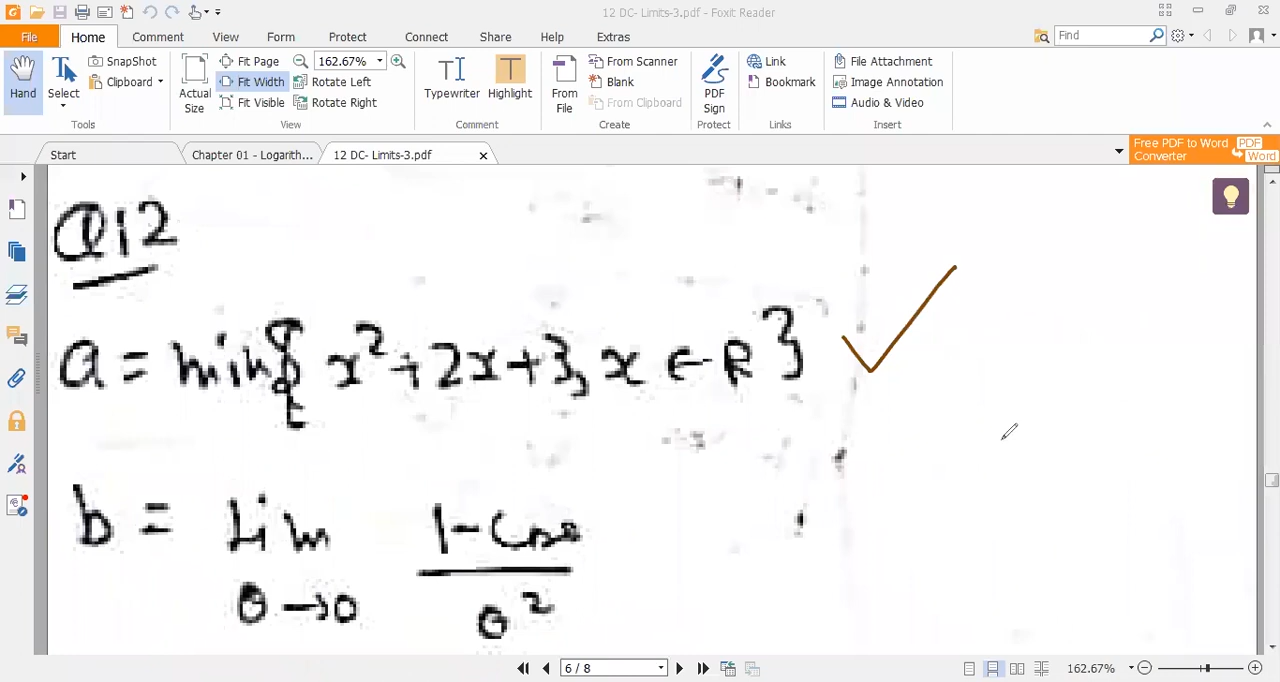 12 DC- Limits-3.pdf - Foxit Reader
File Home Comment View Form Protect Connect Share Help Extras Find
Hand Select SnapShot Clipboard Actual Size Fit Page Fit Width Fit Visible 162.67% Rotate Left Rotate Right Typewriter Highlight From File From Scanner Blank From Clipboard PDF Sign Link Bookmark File Attachment Image Annotation Audio & Video
Tools View Comment Create Protect Links Insert
Start Chapter 01 - Logarith... 12 DC- Limits-3.pdf Free PDF to Word Converter PDF Word
Q12
a = min{ x²+2x+3, x ∈ R }
b = Lim θ→0 1-Cosθ / θ²
6 / 8 162.67%